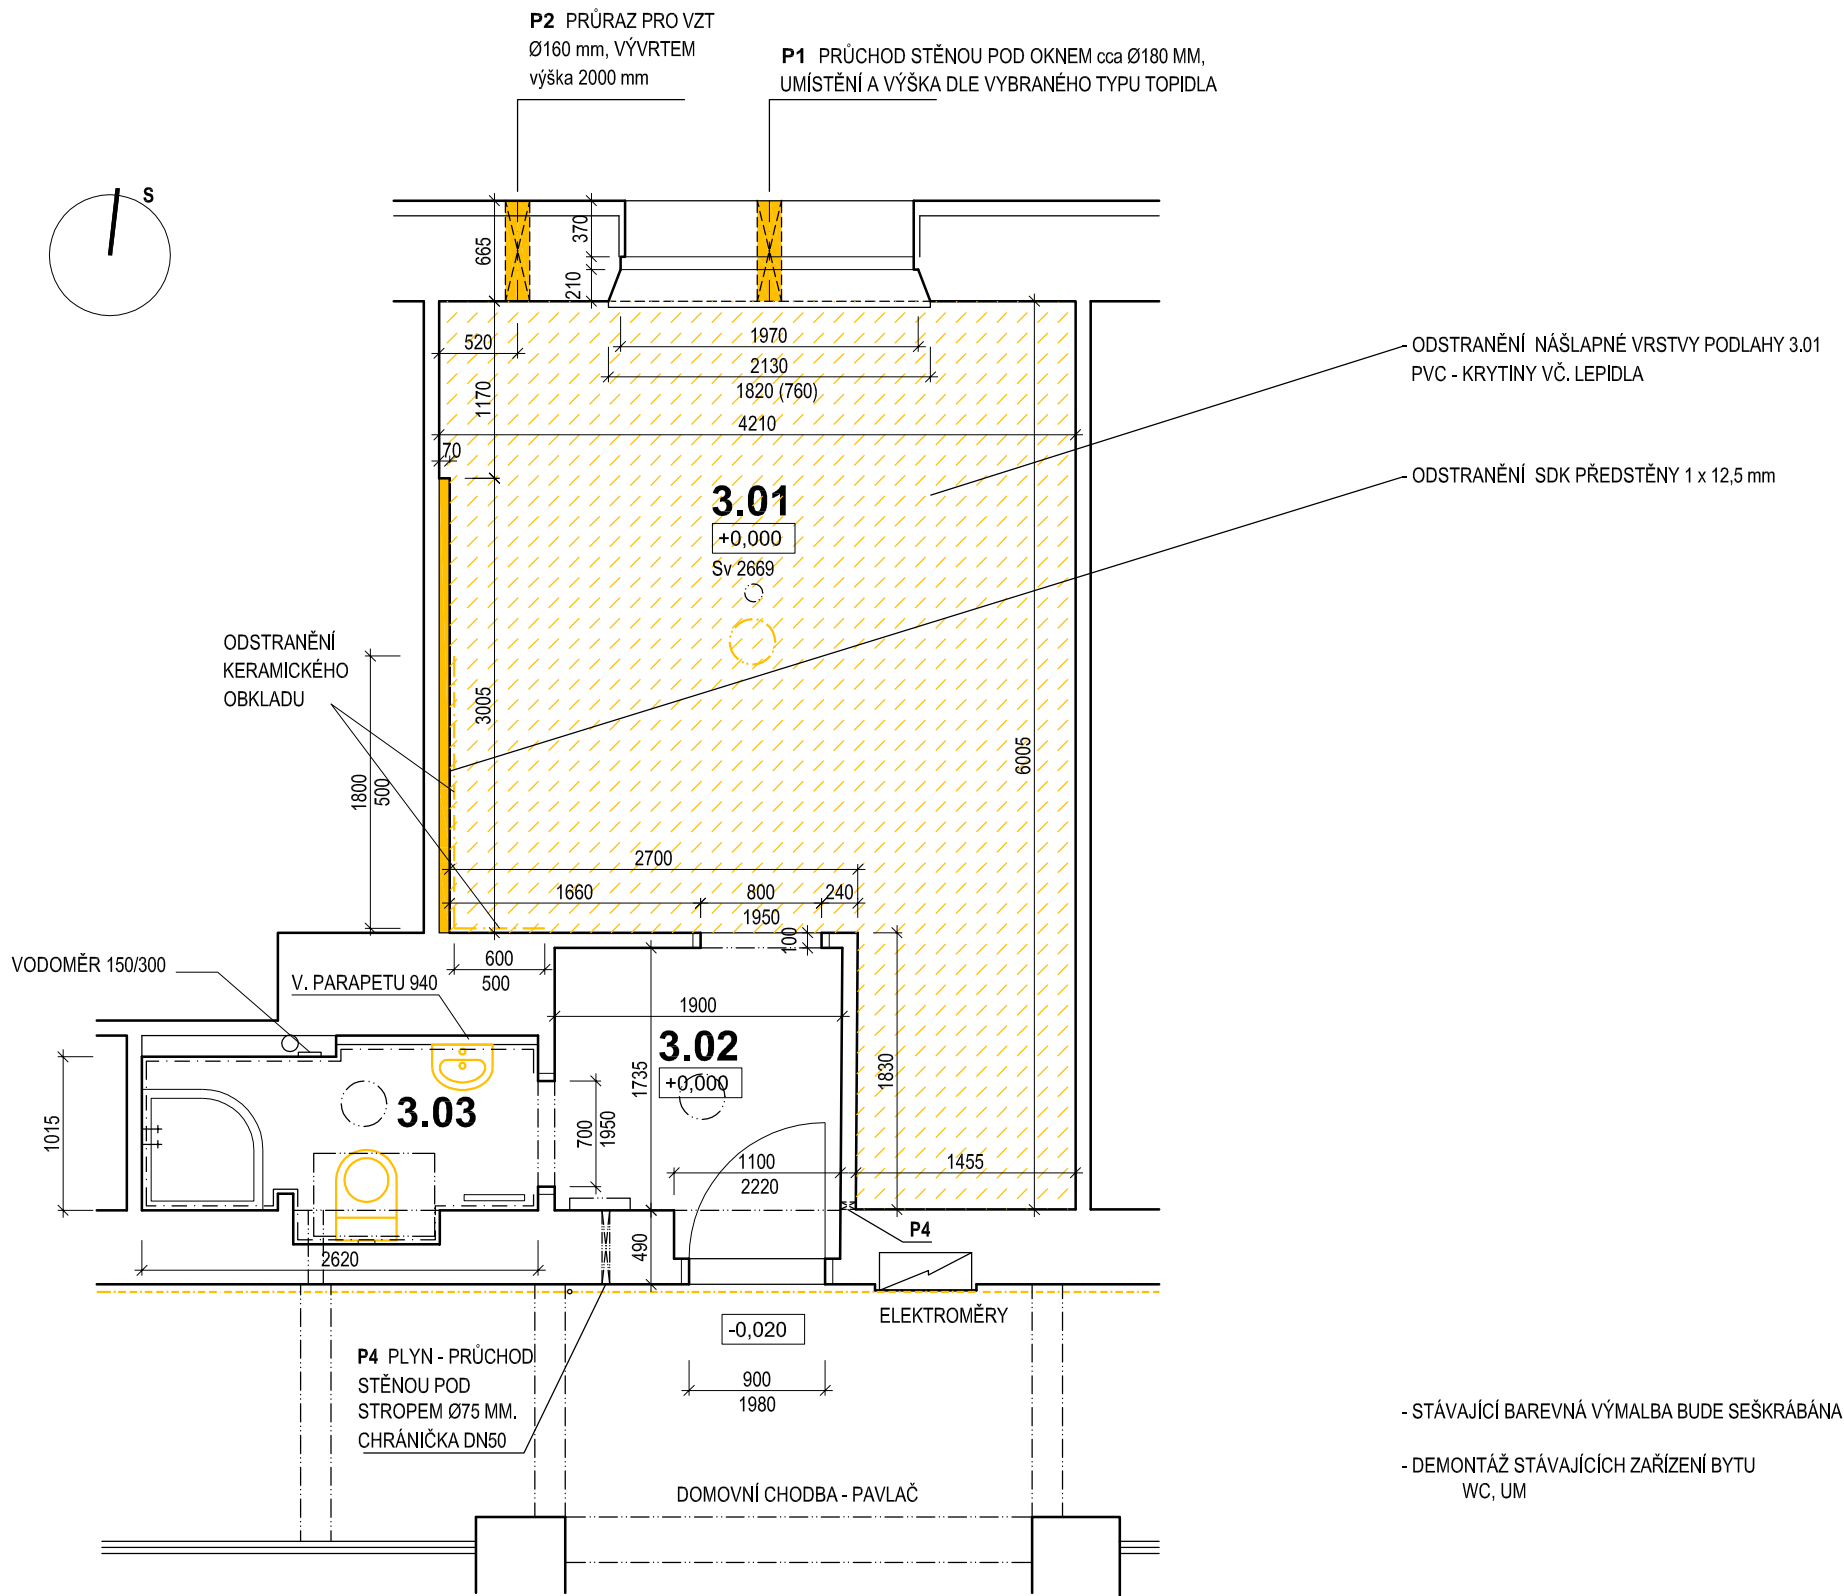 P2 PRŮRAZ PRO VZT
Ø160 mm, VÝVRTEM
výška 2000 mm
P1 PRŮCHOD STĚNOU POD OKNEM cca Ø180 MM,
UMÍSTĚNÍ A VÝŠKA DLE VYBRANÉHO TYPU TOPIDLA
S
665
370
210
520
1970
2130
1820 (760)
1170
4210
70
ODSTRANĚNÍ NÁŠLAPNÉ VRSTVY PODLAHY 3.01
PVC - KRYTINY VČ. LEPIDLA
- ODSTRANĚNÍ SDK PŘEDSTĚNY 1 x 12,5 mm
3.01
+0,000
Sv 2669
ODSTRANĚNÍ
KERAMICKÉHO
OBKLADU
3005
6005
1800
500
2700
1660
800
240
1950
100
600
500
VODOMĚR 150/300
V. PARAPETU 940
1900
3.02
+0,000
1735
1830
3.03
1015
700
1950
1100
2220
1455
P4
490
2620
ELEKTROMĚRY
-0,020
900
1980
P4 PLYN - PRŮCHOD
STĚNOU POD
STROPEM Ø75 MM.
CHRÁNIČKA DN50
- STÁVAJÍCÍ BAREVNÁ VÝMALBA BUDE SEŠKRÁBÁNA
- DEMONTÁŽ STÁVAJÍCÍCH ZAŘÍZENÍ BYTU
WC, UM
DOMOVNÍ CHODBA - PAVLAČ